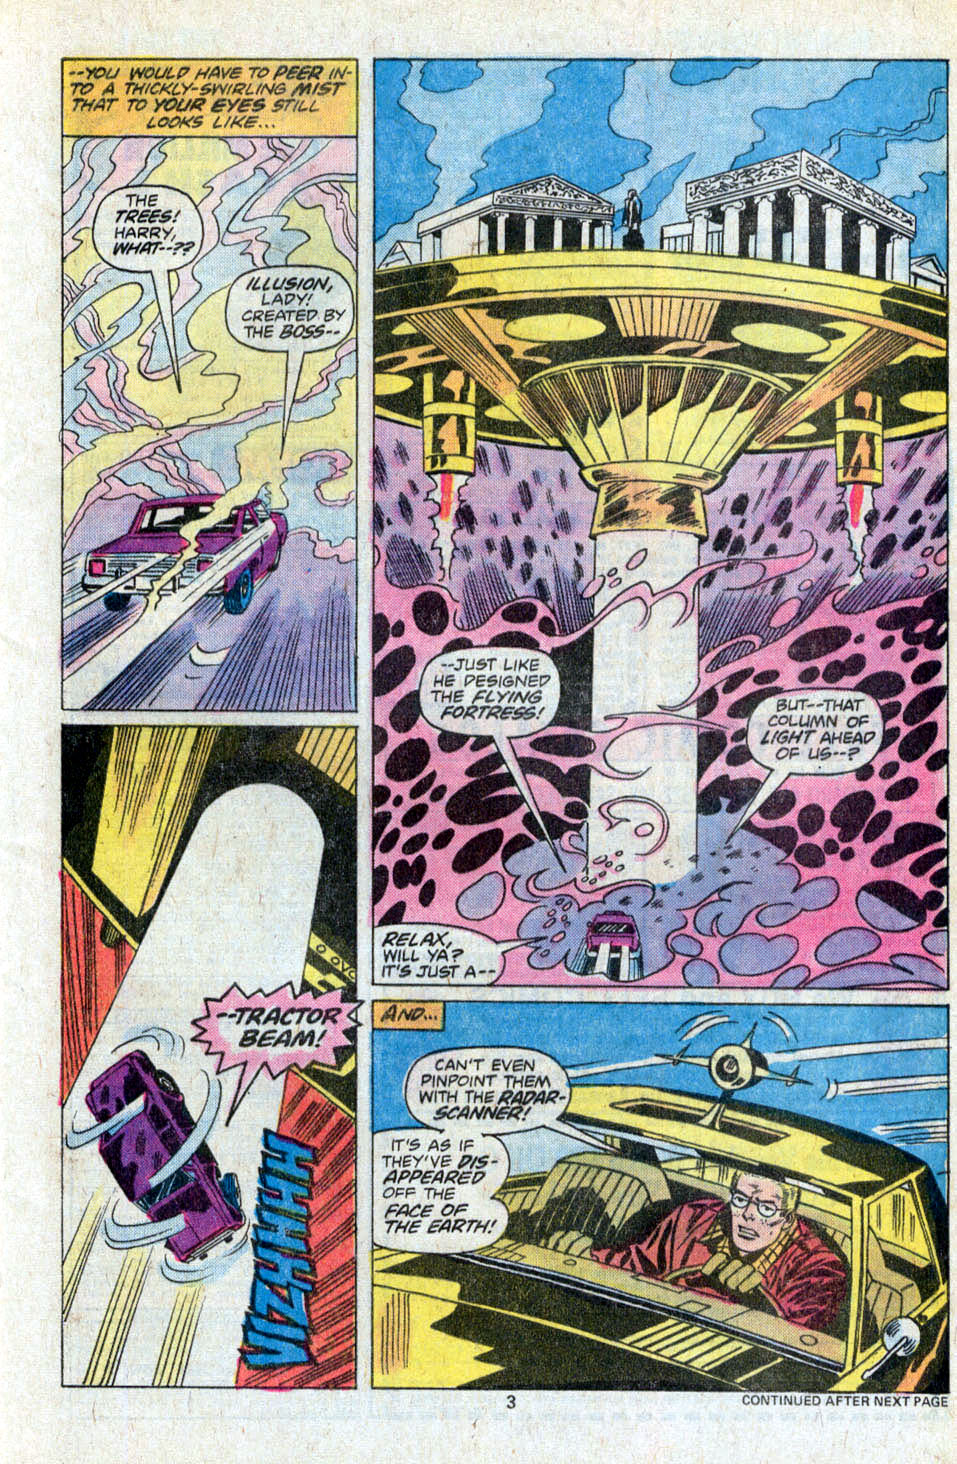 --YOU WOULD HAVE TO PEER IN-
TO A THICKLY-SWIRLING MIST
THAT TO YOUR EYES STILL
LOOKS LIKE...
THE
TREES!
HARRY,
WHAT--??
ILLUSION,
LADY!
CREATED BY
THE BOSS--
--JUST LIKE
HE DESIGNED
THE FLYING
FORTRESS!
BUT--THAT
COLUMN OF
LIGHT AHEAD
OF US--?
RELAX,
WILL YA?
IT'S JUST A--
--TRACTOR
BEAM!
VIZHHHH
AND...
CAN'T EVEN
PINPOINT THEM
WITH THE RADAR-
SCANNER!
IT'S AS IF
THEY'VE DIS-
APPEARED
OFF THE
FACE OF
THE EARTH!
3
CONTINUED AFTER NEXT PAGE